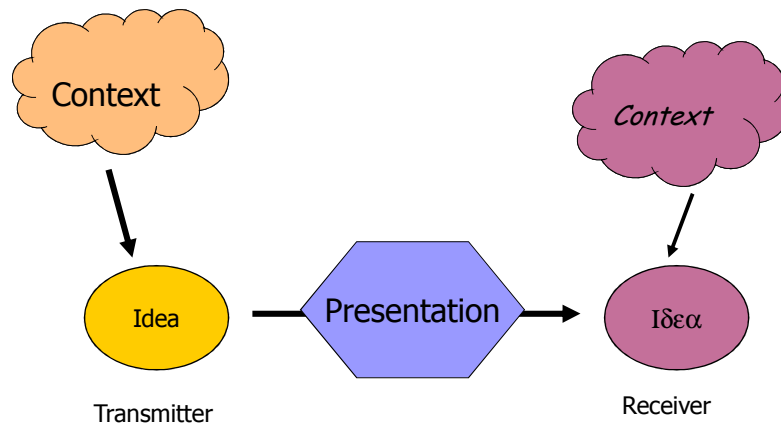 Context
Context
Idea
Presentation
Ιδεα
Transmitter
Receiver